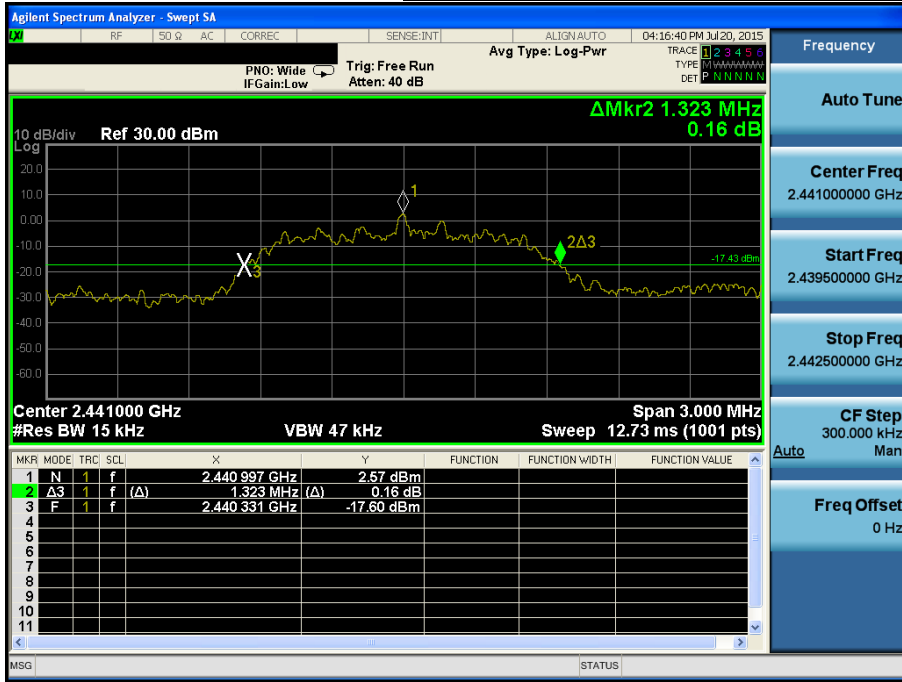 Agilent Spectrum Analyzer - Swept SA
LXI RF 50 Ω AC CORREC SENSE:INT ALIGN AUTO 04:16:40 PM Jul 20, 2015
Avg Type: Log-Pwr TRACE 1 2 3 4 5 6
PNO: Wide Trig: Free Run TYPE M
IFGain:Low Atten: 40 dB DET P N N N N N
ΔMkr2 1.323 MHz
0.16 dB
10 dB/div Ref 30.00 dBm
Log
20.0
10.0
0.00
-10.0
-20.0
-30.0
-40.0
-50.0
-60.0
1
2Δ3
X3
-17.43 dBm
Center 2.441000 GHz Span 3.000 MHz
#Res BW 15 kHz VBW 47 kHz Sweep 12.73 ms (1001 pts)
MKR MODE TRC SCL X Y FUNCTION FUNCTION WIDTH FUNCTION VALUE
1 N 1 f 2.440 997 GHz 2.57 dBm
2 Δ3 1 f (Δ) 1.323 MHz (Δ) 0.16 dB
3 F 1 f 2.440 331 GHz -17.60 dBm
4
5
6
7
8
9
10
11
MSG STATUS
Frequency
Auto Tune
Center Freq
2.441000000 GHz
Start Freq
2.439500000 GHz
Stop Freq
2.442500000 GHz
CF Step
300.000 kHz
Auto Man
Freq Offset
0 Hz